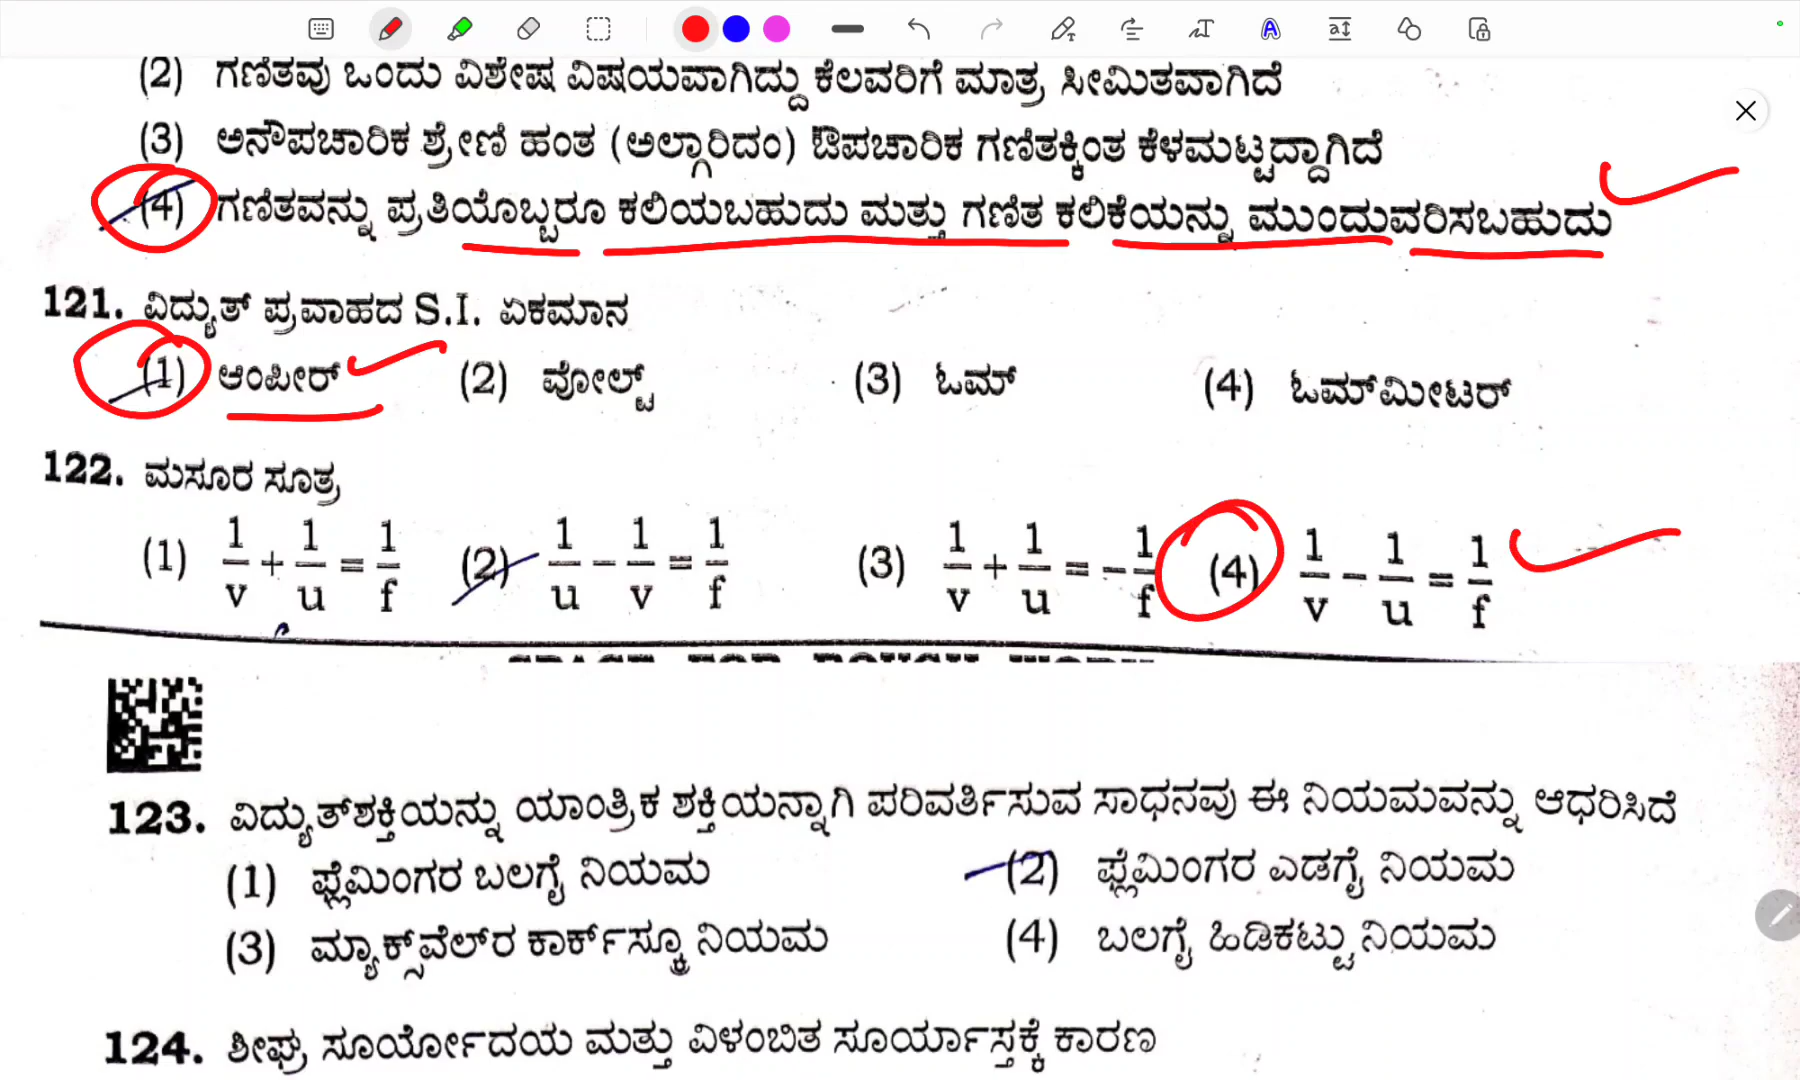 (2) ಗಣಿತವು ಒಂದು ವಿಶೇಷ ವಿಷಯವಾಗಿದ್ದು ಕೆಲವರಿಗೆ ಮಾತ್ರ ಸೀಮಿತವಾಗಿದೆ
(3) ಅನೌಪಚಾರಿಕ ಶ್ರೇಣಿ ಹಂತ (ಅಲ್ಗಾರಿದಂ) ಔಪಚಾರಿಕ ಗಣಿತಕ್ಕಿಂತ ಕೆಳಮಟ್ಟದ್ದಾಗಿದೆ
(4) ಗಣಿತವನ್ನು ಪ್ರತಿಯೊಬ್ಬರೂ ಕಲಿಯಬಹುದು ಮತ್ತು ಗಣಿತ ಕಲಿಕೆಯನ್ನು ಮುಂದುವರಿಸಬಹುದು
121. ವಿದ್ಯುತ್ ಪ್ರವಾಹದ S.I. ಏಕಮಾನ
(1) ಆಂಪೀರ್ (2) ವೋಲ್ಟ್ (3) ಓಮ್ (4) ಓಮ್‌ಮೀಟರ್
122. ಮಸೂರ ಸೂತ್ರ
(1) 1/v + 1/u = 1/f (2) 1/u − 1/v = 1/f (3) 1/v + 1/u = −1/f (4) 1/v − 1/u = 1/f
123. ವಿದ್ಯುತ್‌ಶಕ್ತಿಯನ್ನು ಯಾಂತ್ರಿಕ ಶಕ್ತಿಯನ್ನಾಗಿ ಪರಿವರ್ತಿಸುವ ಸಾಧನವು ಈ ನಿಯಮವನ್ನು ಆಧರಿಸಿದೆ
(1) ಫ್ಲೆಮಿಂಗರ ಬಲಗೈ ನಿಯಮ (2) ಫ್ಲೆಮಿಂಗರ ಎಡಗೈ ನಿಯಮ
(3) ಮ್ಯಾಕ್ಸ್‌ವೆಲ್‌ರ ಕಾರ್ಕ್‌ಸ್ಕ್ರೂ ನಿಯಮ (4) ಬಲಗೈ ಹಿಡಿಕಟ್ಟು ನಿಯಮ
124. ಶೀಘ್ರ ಸೂರ್ಯೋದಯ ಮತ್ತು ವಿಳಂಬಿತ ಸೂರ್ಯಾಸ್ತಕ್ಕೆ ಕಾರಣ